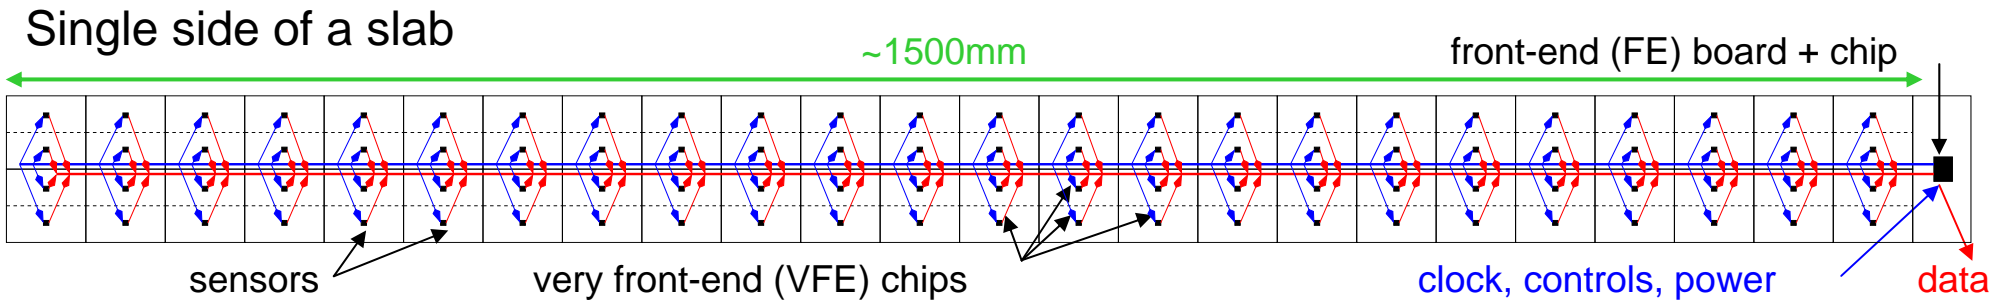 Single side of a slab
~1500mm
front-end (FE) board + chip
sensors
very front-end (VFE) chips
clock, controls, power
data